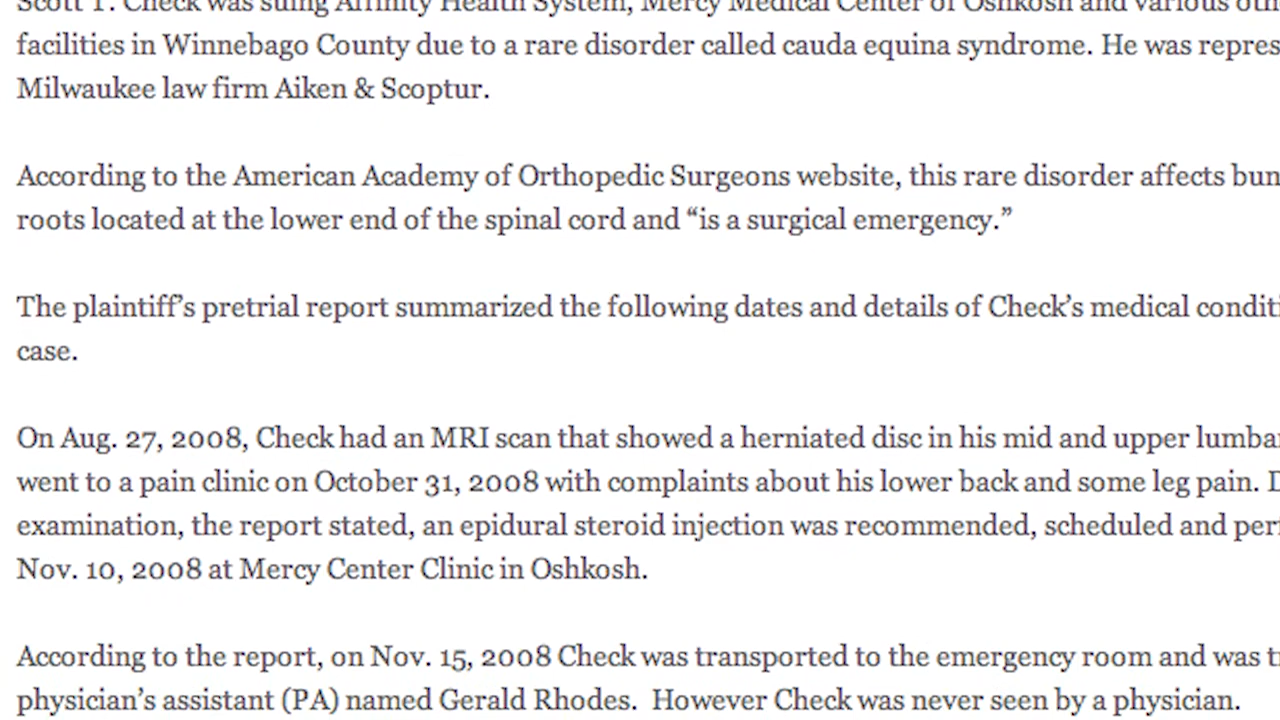 Scott T. Check was suing Affinity Health System, Mercy Medical Center of Oshkosh and various
facilities in Winnebago County due to a rare disorder called cauda equina syndrome. He was
Milwaukee law firm Aiken & Scoptur.
According to the American Academy of Orthopedic Surgeons website, this rare disorder affects
roots located at the lower end of the spinal cord and “is a surgical emergency.”
The plaintiff’s pretrial report summarized the following dates and details of Check’s medical
case.
On Aug. 27, 2008, Check had an MRI scan that showed a herniated disc in his mid and upper
went to a pain clinic on October 31, 2008 with complaints about his lower back and some leg pain.
examination, the report stated, an epidural steroid injection was recommended, scheduled and
Nov. 10, 2008 at Mercy Center Clinic in Oshkosh.
According to the report, on Nov. 15, 2008 Check was transported to the emergency room and was
physician’s assistant (PA) named Gerald Rhodes. However Check was never seen by a physician.